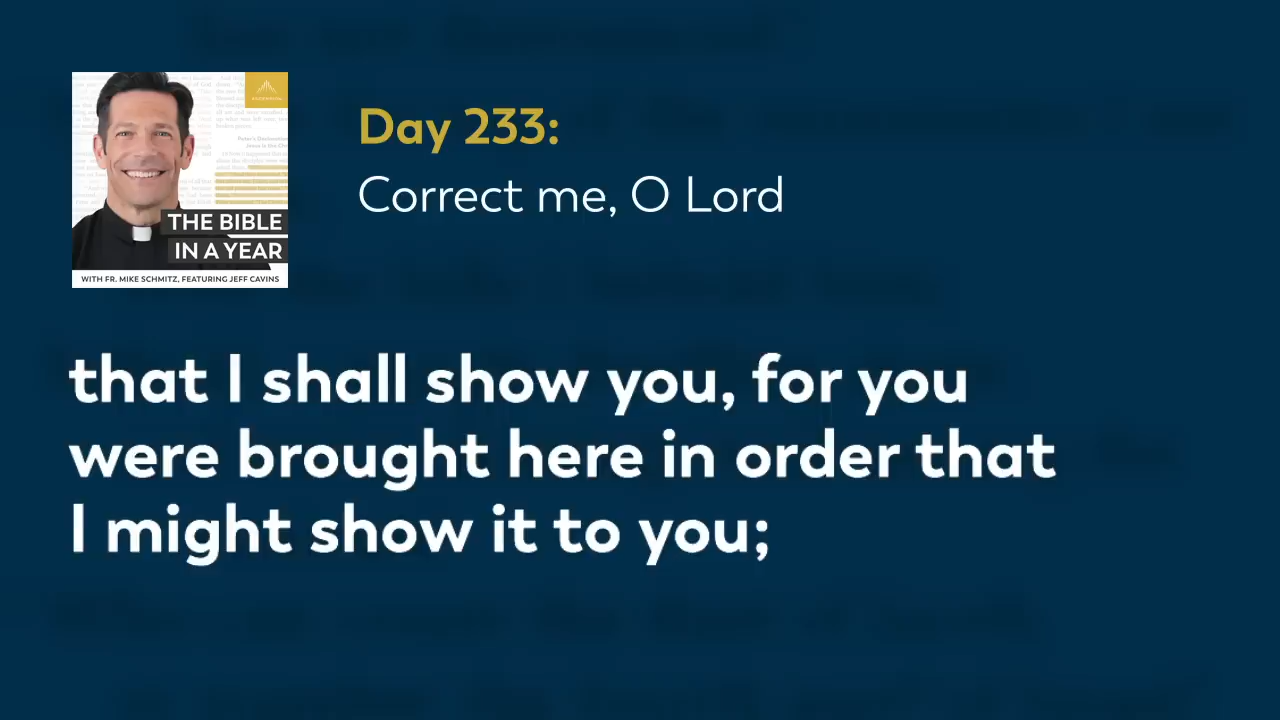 Day 233:
Correct me, O Lord
THE BIBLE
IN A YEAR
WITH FR. MIKE SCHMITZ, FEATURING JEFF CAVINS
that I shall show you, for you
were brought here in order that
I might show it to you;